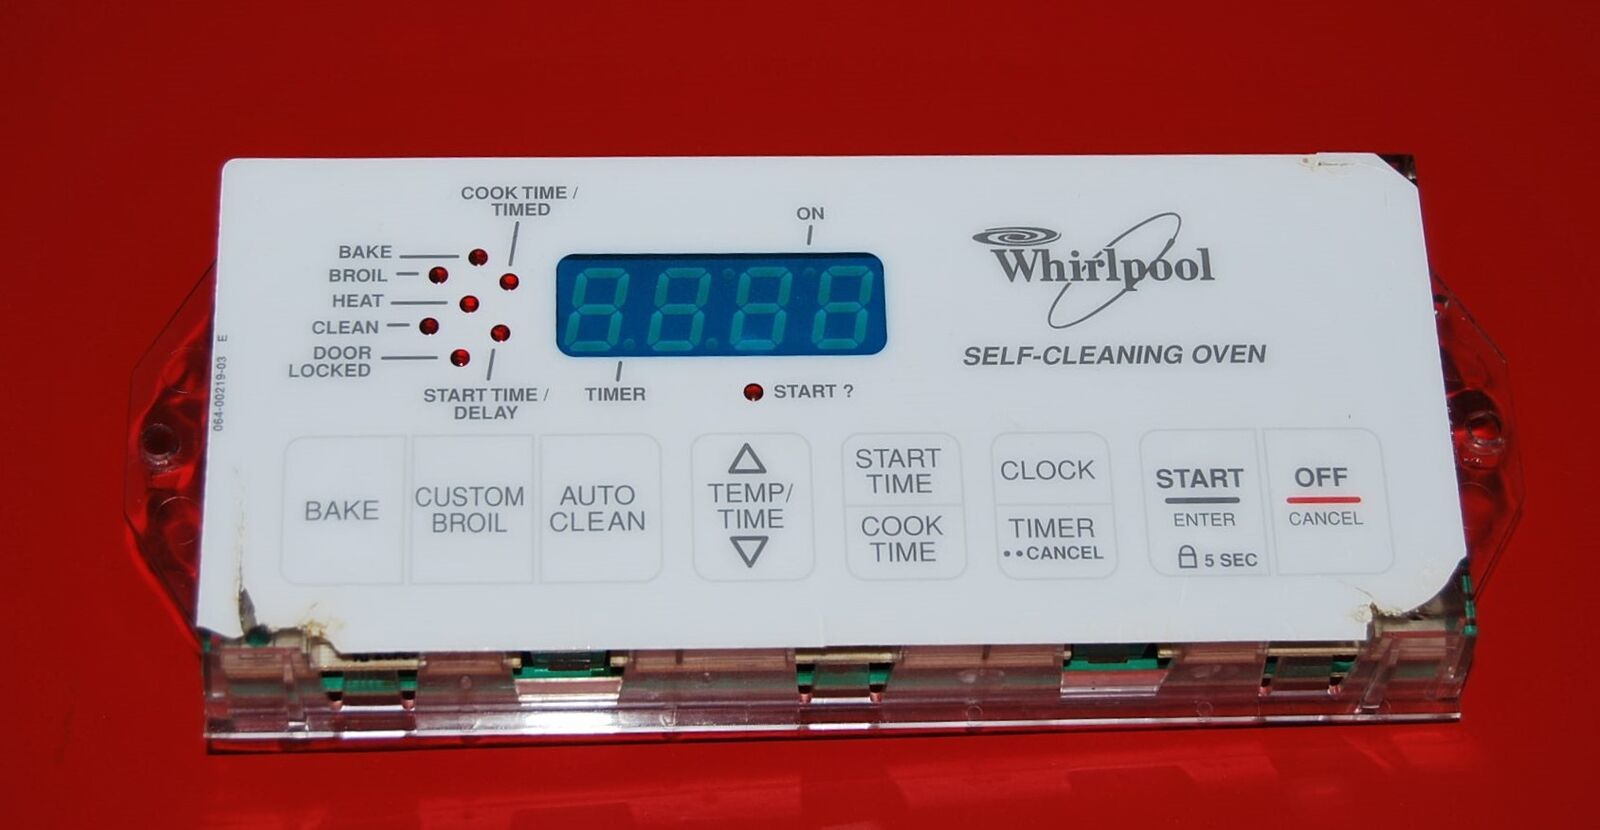 COOK TIME /
TIMED
BAKE
BROIL
HEAT
CLEAN
DOOR
LOCKED
START TIME /
DELAY
064-00219-03 E
ON
TIMER
START ?
Whirlpool
SELF-CLEANING OVEN
BAKE
CUSTOM
BROIL
AUTO
CLEAN
TEMP/
TIME
START
TIME
COOK
TIME
CLOCK
TIMER
••CANCEL
START
ENTER
5 SEC
OFF
CANCEL